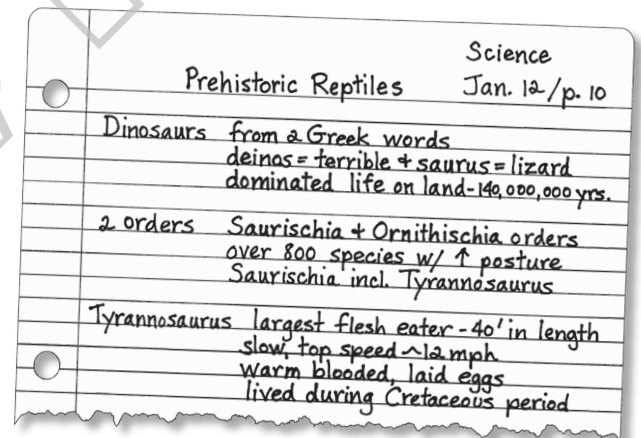 Science
Prehistoric Reptiles Jan. 12/p. 10
Dinosaurs from 2 Greek words
deinos = terrible + saurus = lizard
dominated life on land - 140,000,000 yrs.
2 orders Saurischia + Ornithischia orders
over 800 species w/ ↑ posture
Saurischia incl. Tyrannosaurus
Tyrannosaurus largest flesh eater - 40' in length
slow, top speed ~12 mph
warm blooded, laid eggs
lived during Cretaceous period